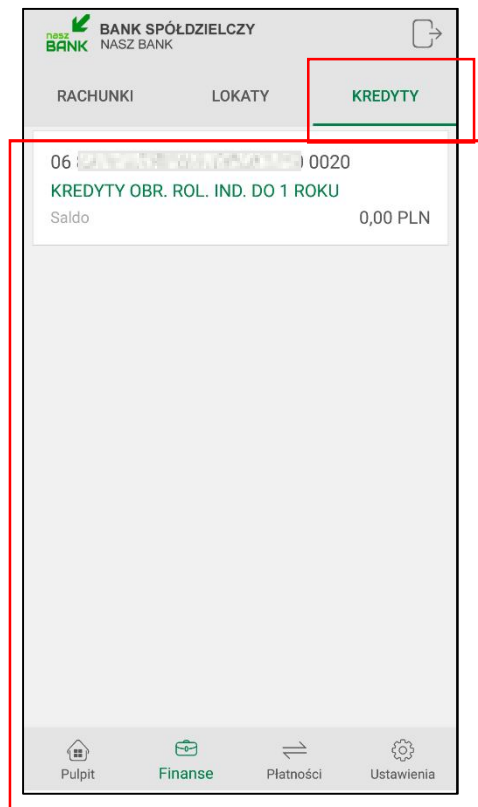 nasz
BANK
BANK SPÓŁDZIELCZY
NASZ BANK
RACHUNKI LOKATY KREDYTY
06 0020
KREDYTY OBR. ROL. IND. DO 1 ROKU
Saldo 0,00 PLN
Pulpit Finanse Płatności Ustawienia